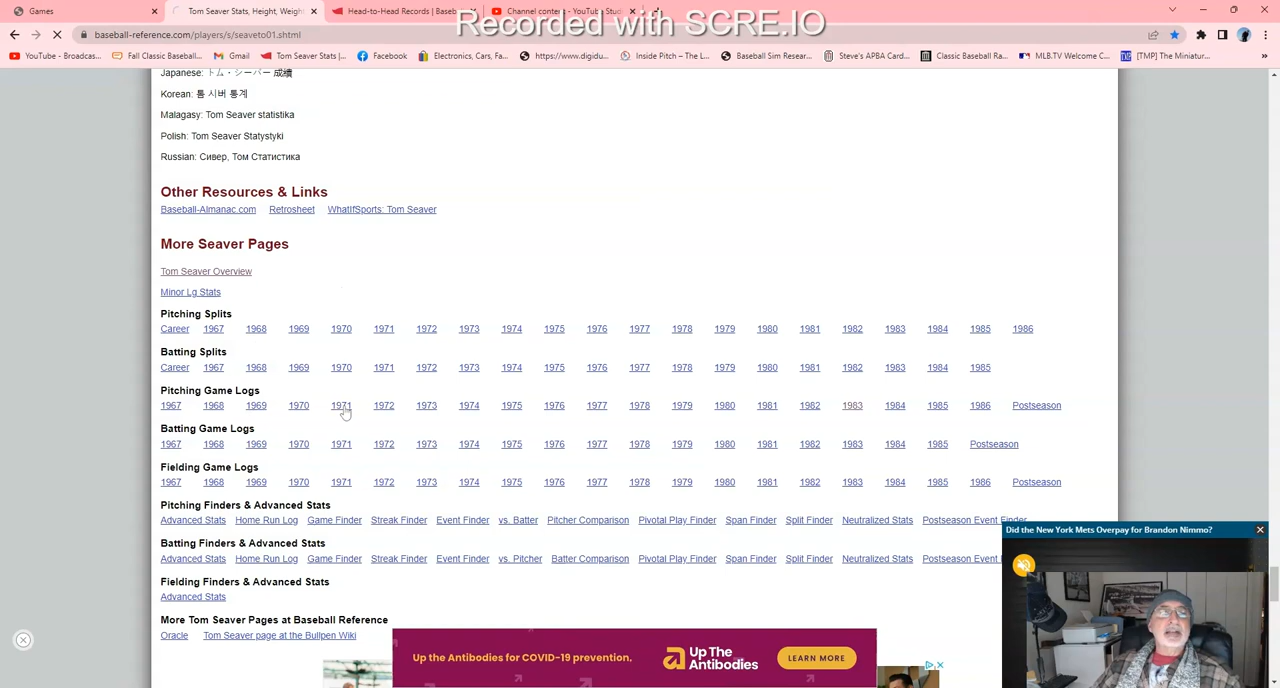 Games
Tom Seaver Stats, Height, Weigh
Head-to-Head Records | Baseb
Channel content - YouTube Studi
Recorded with SCRE.IO
baseball-reference.com/players/s/seaveto01.shtml
YouTube - Broadcas... Fall Classic Baseball... Gmail Tom Seaver Stats |... Facebook Electronics, Cars, Fa... https://www.digidu... Inside Pitch – The L... Baseball Sim Resear... Steve's APBA Card... Classic Baseball Ra... MLB.TV Welcome C... [TMP] The Miniatur...
Japanese: トム・シーバー 成績
Korean: 톰 시버 통계
Malagasy: Tom Seaver statistika
Polish: Tom Seaver Statystyki
Russian: Сивер, Том Статистика
Other Resources & Links
Baseball-Almanac.com Retrosheet WhatIfSports: Tom Seaver
More Seaver Pages
Tom Seaver Overview
Minor Lg Stats
Pitching Splits
Career 1967 1968 1969 1970 1971 1972 1973 1974 1975 1976 1977 1978 1979 1980 1981 1982 1983 1984 1985 1986
Batting Splits
Career 1967 1968 1969 1970 1971 1972 1973 1974 1975 1976 1977 1978 1979 1980 1981 1982 1983 1984 1985
Pitching Game Logs
1967 1968 1969 1970 1971 1972 1973 1974 1975 1976 1977 1978 1979 1980 1981 1982 1983 1984 1985 1986 Postseason
Batting Game Logs
1967 1968 1969 1970 1971 1972 1973 1974 1975 1976 1977 1978 1979 1980 1981 1982 1983 1984 1985 Postseason
Fielding Game Logs
1967 1968 1969 1970 1971 1972 1973 1974 1975 1976 1977 1978 1979 1980 1981 1982 1983 1984 1985 1986 Postseason
Pitching Finders & Advanced Stats
Advanced Stats Home Run Log Game Finder Streak Finder Event Finder vs. Batter Pitcher Comparison Pivotal Play Finder Span Finder Split Finder Neutralized Stats Postseason Event Finder
Did the New York Mets Overpay for Brandon Nimmo?
Batting Finders & Advanced Stats
Advanced Stats Home Run Log Game Finder Streak Finder Event Finder vs. Pitcher Batter Comparison Pivotal Play Finder Span Finder Split Finder Neutralized Stats Postseason Event
Fielding Finders & Advanced Stats
Advanced Stats
More Tom Seaver Pages at Baseball Reference
Oracle Tom Seaver page at the Bullpen Wiki
Up the Antibodies for COVID-19 prevention,
Up The
Antibodies
LEARN MORE